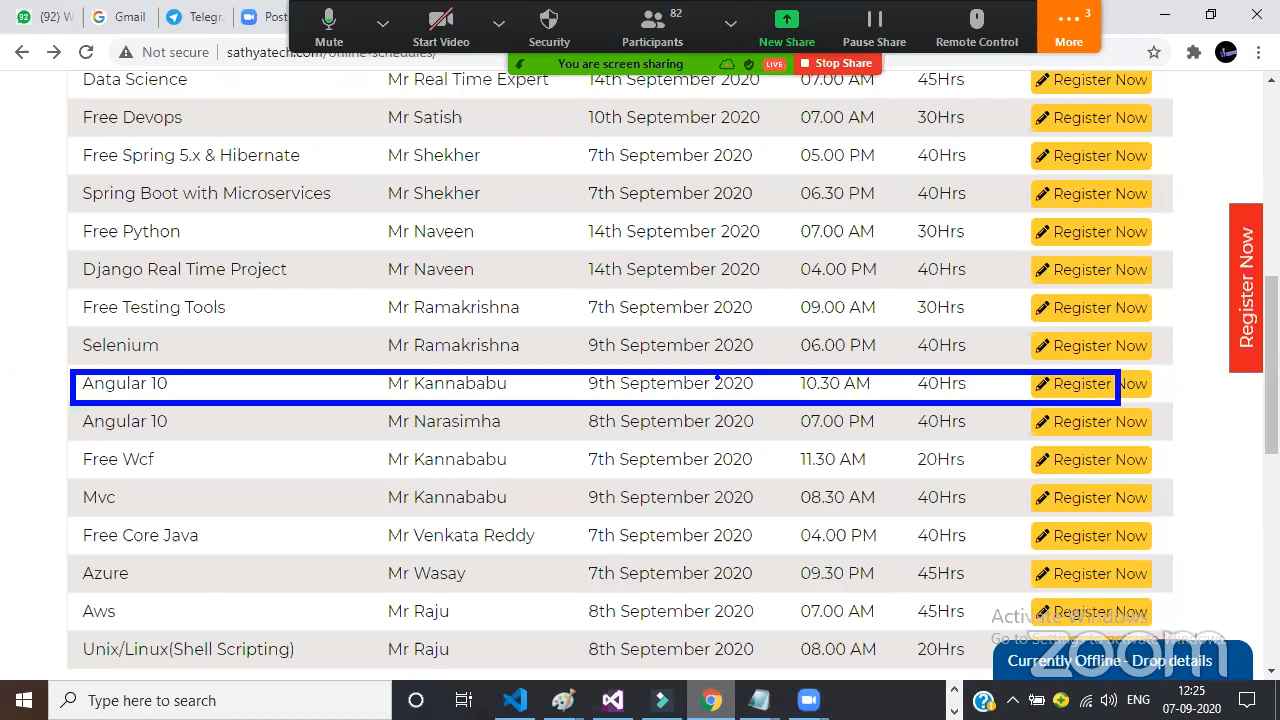 (92) W
Gmail
Telegr
Post
Mute
Start Video
Security
82
Participants
New Share
Pause Share
Remote Control
3
More
Not secure
sathyatech.com/online-schedules/
You are screen sharing
LIVE
Stop Share
Data Science Mr Real Time Expert 14th September 2020 07.00 AM 45Hrs Register Now
Free Devops Mr Satish 10th September 2020 07.00 AM 30Hrs Register Now
Free Spring 5.x & Hibernate Mr Shekher 7th September 2020 05.00 PM 40Hrs Register Now
Spring Boot with Microservices Mr Shekher 7th September 2020 06.30 PM 40Hrs Register Now
Free Python Mr Naveen 14th September 2020 07.00 AM 30Hrs Register Now
Django Real Time Project Mr Naveen 14th September 2020 04.00 PM 40Hrs Register Now
Free Testing Tools Mr Ramakrishna 7th September 2020 09.00 AM 30Hrs Register Now
Selenium Mr Ramakrishna 9th September 2020 06.00 PM 40Hrs Register Now
Angular 10 Mr Kannababu 9th September 2020 10.30 AM 40Hrs Register Now
Angular 10 Mr Narasimha 8th September 2020 07.00 PM 40Hrs Register Now
Free Wcf Mr Kannababu 7th September 2020 11.30 AM 20Hrs Register Now
Mvc Mr Kannababu 9th September 2020 08.30 AM 40Hrs Register Now
Free Core Java Mr Venkata Reddy 7th September 2020 04.00 PM 40Hrs Register Now
Azure Mr Wasay 7th September 2020 09.30 PM 45Hrs Register Now
Aws Mr Raju 8th September 2020 07.00 AM 45Hrs Register Now
Unix/Linux(Shell Scripting) Mr Raju 8th September 2020 08.00 AM 20Hrs
Register Now
Activate Windows
Go to Settings to activate Windows.
zoom
Currently Offline - Drop details
Type here to search
ENG
12:25
07-09-2020